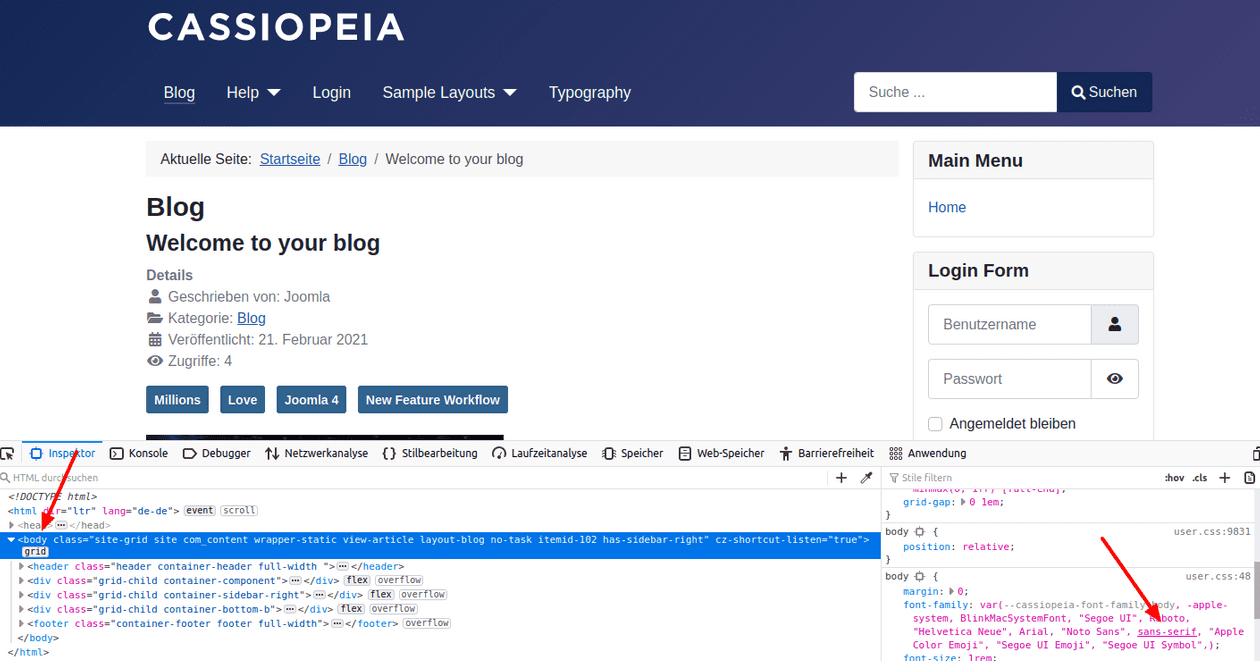 CASSIOPEIA
Blog Help Login Sample Layouts Typography Suche ... Suchen
Aktuelle Seite: Startseite / Blog / Welcome to your blog
Blog
Welcome to your blog
Details
Geschrieben von: Joomla
Kategorie: Blog
Veröffentlicht: 21. Februar 2021
Zugriffe: 4
Millions Love Joomla 4 New Feature Workflow
Main Menu
Home
Login Form
Benutzername
Passwort
Angemeldet bleiben
Inspektor Konsole Debugger Netzwerkanalyse Stilbearbeitung Laufzeitanalyse Speicher Web-Speicher Barrierefreiheit Anwendung
HTML durchsuchen
<!DOCTYPE html>
<html dir="ltr" lang="de-de"> event scroll
<head> </head>
<body class="site-grid site com_content wrapper-static view-article layout-blog no-task itemid-102 has-sidebar-right" cz-shortcut-listen="true">
grid
<header class="header container-header full-width "> </header>
<div class="grid-child container-component"> </div> flex overflow
<div class="grid-child container-sidebar-right"> </div> flex overflow
<div class="grid-child container-bottom-b"> </div> flex overflow
<footer class="container-footer footer full-width"> </footer> overflow
</body>
</html>
Stile filtern :hov .cls
minmax(0, 1fr) [full-end];
grid-gap: 0 1em;
}
body { user.css:9831
position: relative;
}
body { user.css:48
margin: 0;
font-family: var(--cassiopeia-font-family-body, -apple-
system, BlinkMacSystemFont, "Segoe UI", Roboto,
"Helvetica Neue", Arial, "Noto Sans", sans-serif, "Apple
Color Emoji", "Segoe UI Emoji", "Segoe UI Symbol",);
font-size: 1rem;